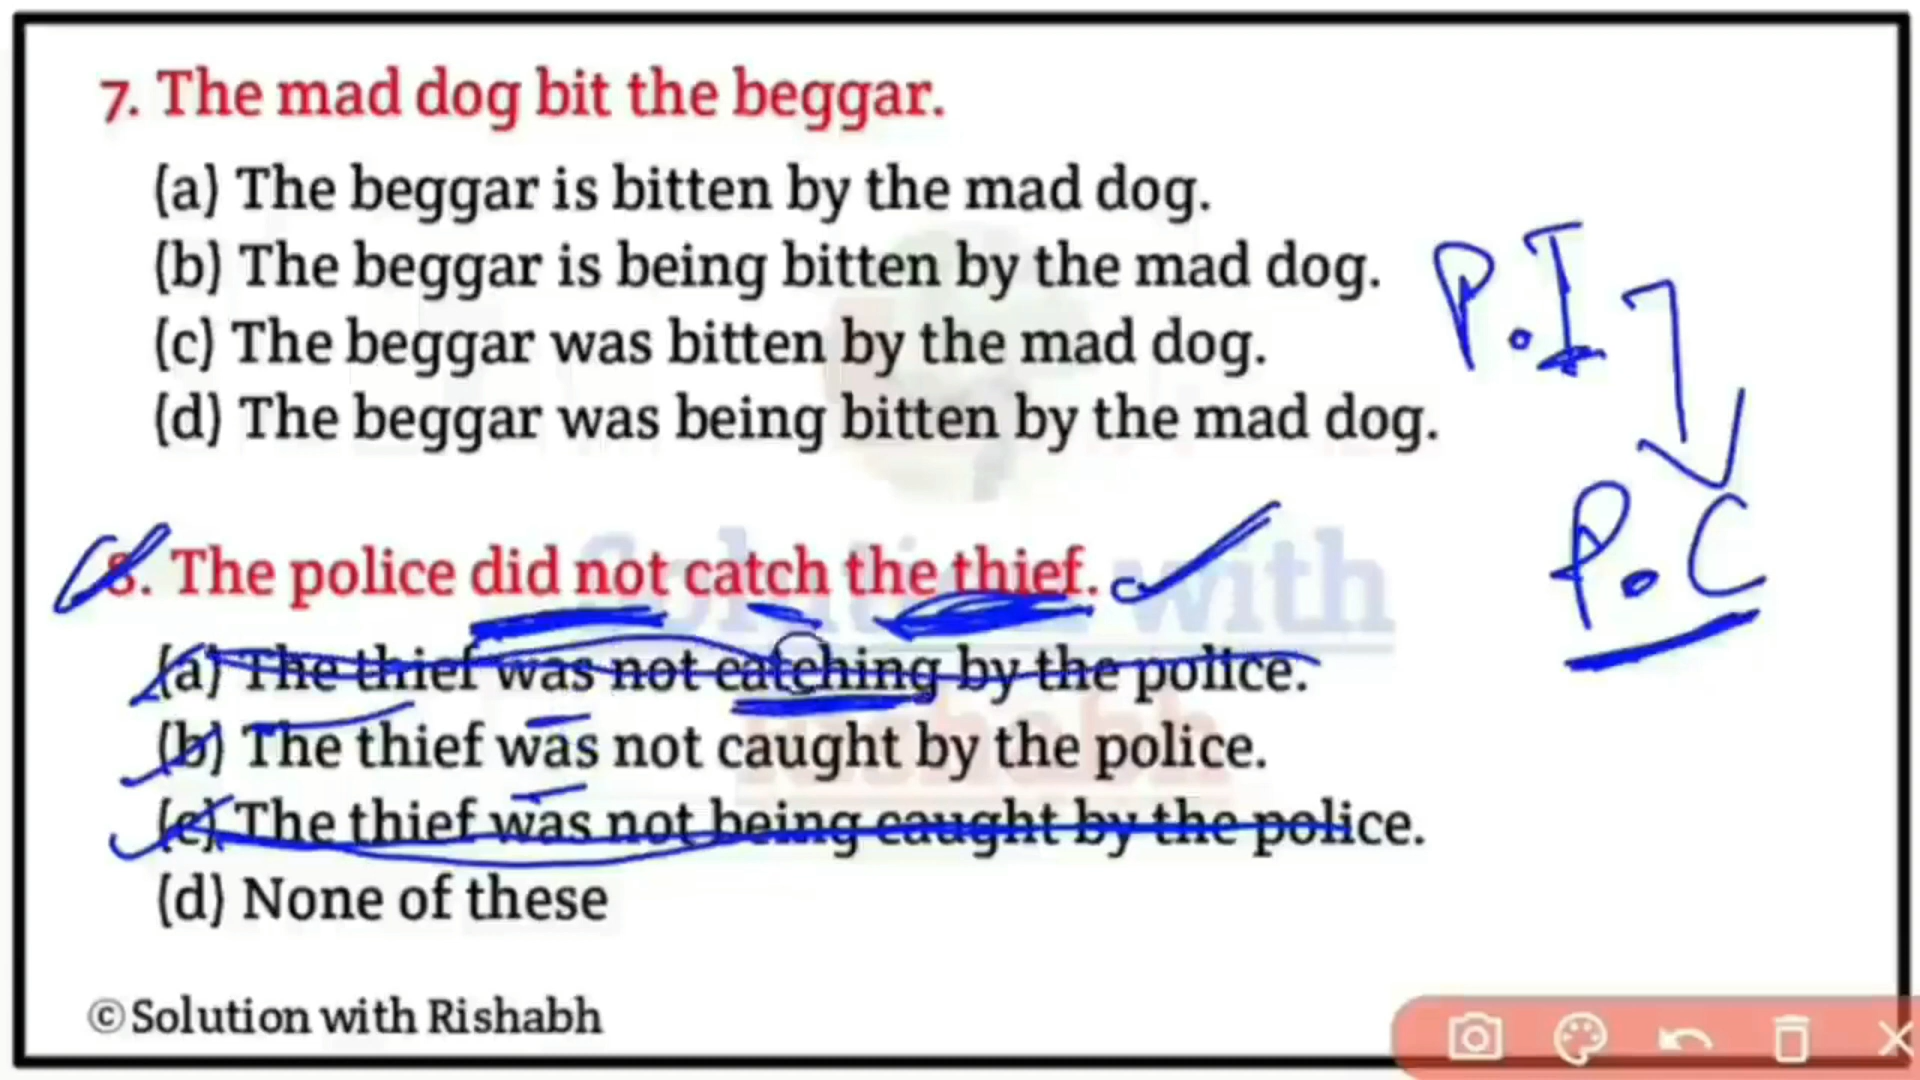 7. The mad dog bit the beggar.
(a) The beggar is bitten by the mad dog.
(b) The beggar is being bitten by the mad dog.
(c) The beggar was bitten by the mad dog.
(d) The beggar was being bitten by the mad dog.
P.I
P.C
8. The police did not catch the thief.
(a) The thief was not catching by the police.
(b) The thief was not caught by the police.
(c) The thief was not being caught by the police.
(d) None of these
Solution with
Rishabh
©Solution with Rishabh